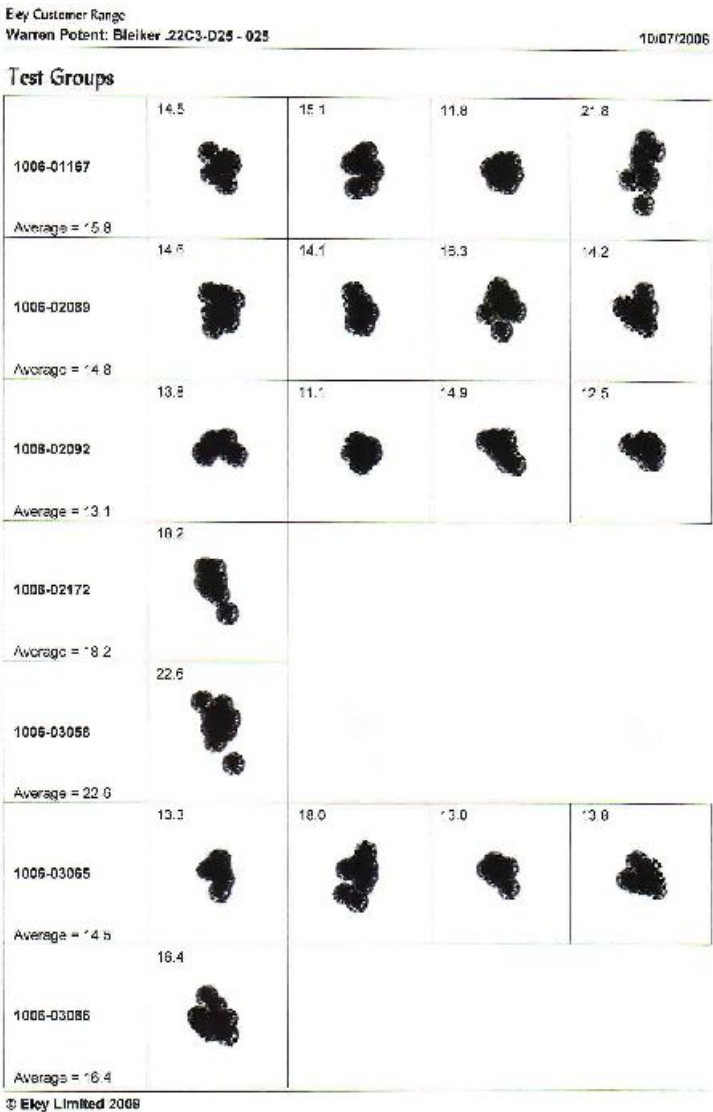 Eley Customer Range
Warren Potent: Bleiker .22C3-D25 - 025
10/07/2006
Test Groups
14.5 15.1 11.8 21.8
1006-01167
Average = 15.8
14.6 14.1 16.3 14.2
1006-02089
Average = 14.8
13.8 11.1 14.9 12.5
1006-02092
Average = 13.1
18.2
1006-02172
Average = 18.2
22.6
1006-03056
Average = 22.6
13.3 18.0 13.0 13.8
1006-03065
Average = 14.5
16.4
1006-03086
Average = 16.4
© Eley Limited 2006